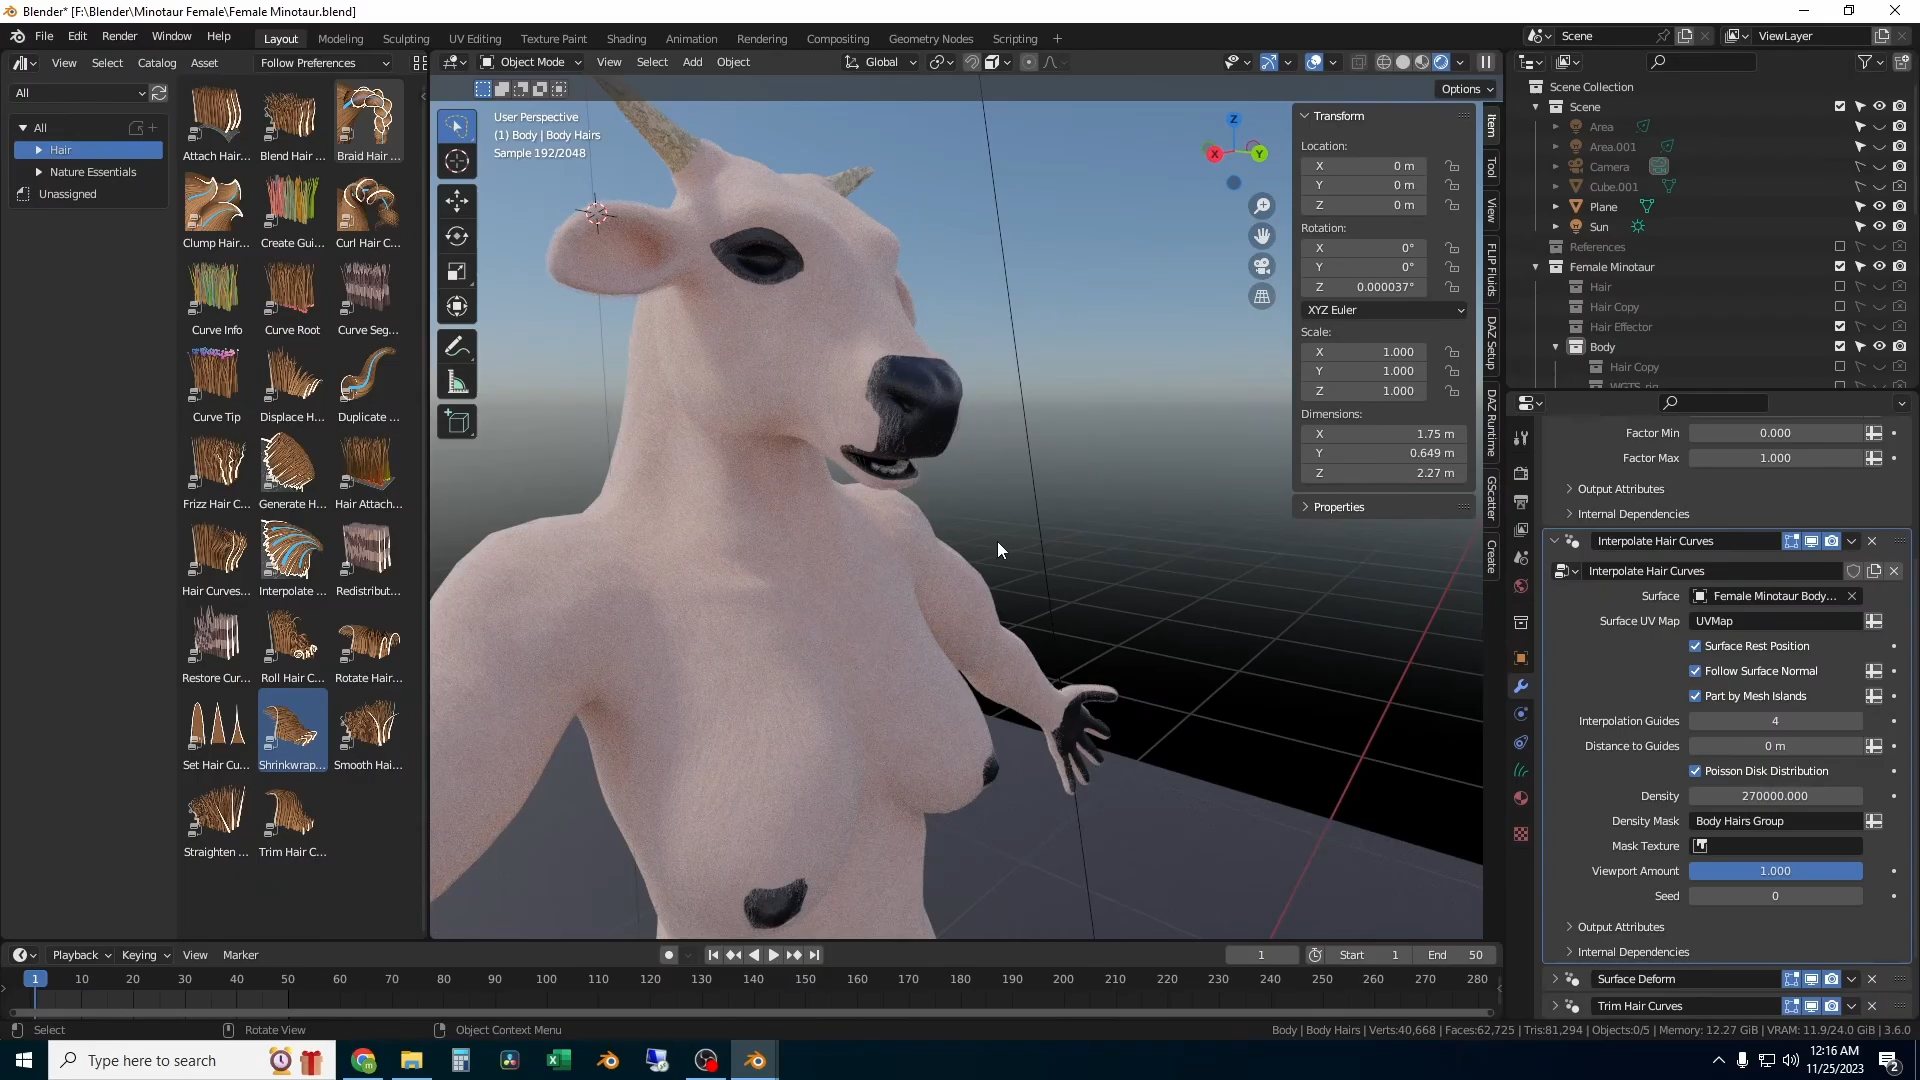 Blender* [F:\Blender\Minotaur Female\Female Minotaur.blend]
File Edit Render Window Help
Layout Modeling Sculpting UV Editing Texture Paint Shading Animation Rendering Compositing Geometry Nodes Scripting +
Scene
ViewLayer
View Select Catalog Asset Follow Preferences
All
All
Hair
Nature Essentials
Unassigned
Attach Hair... Blend Hair ... Braid Hair ...
Clump Hair... Create Gui... Curl Hair C...
Curve Info Curve Root Curve Seg...
Curve Tip Displace H... Duplicate ...
Frizz Hair C... Generate H... Hair Attach...
Hair Curves... Interpolate ... Redistribut...
Restore Cur... Roll Hair C... Rotate Hair...
Set Hair Cu... Shrinkwrap... Smooth Hai...
Straighten ... Trim Hair C...
Object Mode View Select Add Object Global
Options
User Perspective
(1) Body | Body Hairs
Sample 192/2048
Z
X
Y
Transform
Location:
X 0 m
Y 0 m
Z 0 m
Rotation:
X 0°
Y 0°
Z 0.000037°
XYZ Euler
Scale:
X 1.000
Y 1.000
Z 1.000
Dimensions:
X 1.75 m
Y 0.649 m
Z 2.27 m
Properties
Item
Tool
View
FLIP Fluids
DAZ Setup
DAZ Runtime
GScatter
Create
Scene Collection
Scene
Area
Area.001
Camera
Cube.001
Plane
Sun
References
Female Minotaur
Hair
Hair Copy
Hair Effector
Body
Hair Copy
Factor Min 0.000
Factor Max 1.000
Output Attributes
Internal Dependencies
Interpolate Hair Curves
Interpolate Hair Curves
Surface Female Minotaur Body...
Surface UV Map UVMap
Surface Rest Position
Follow Surface Normal
Part by Mesh Islands
Interpolation Guides 4
Distance to Guides 0 m
Poisson Disk Distribution
Density 270000.000
Density Mask Body Hairs Group
Mask Texture
Viewport Amount 1.000
Seed 0
Output Attributes
Internal Dependencies
Surface Deform
Trim Hair Curves
Playback Keying View Marker
1
Start 1
End 50
1 10 20 30 40 50 60 70 80 90 100 110 120 130 140 150 160 170 180 190 200 210 220 230 240 250 260 270 280
Select Rotate View Object Context Menu
Body | Body Hairs | Verts:40,668 | Faces:62,725 | Tris:81,294 | Objects:0/5 | Memory: 12.27 GiB | VRAM: 11.9/24.0 GiB | 3.6.0
Type here to search
12:16 AM
11/25/2023
2